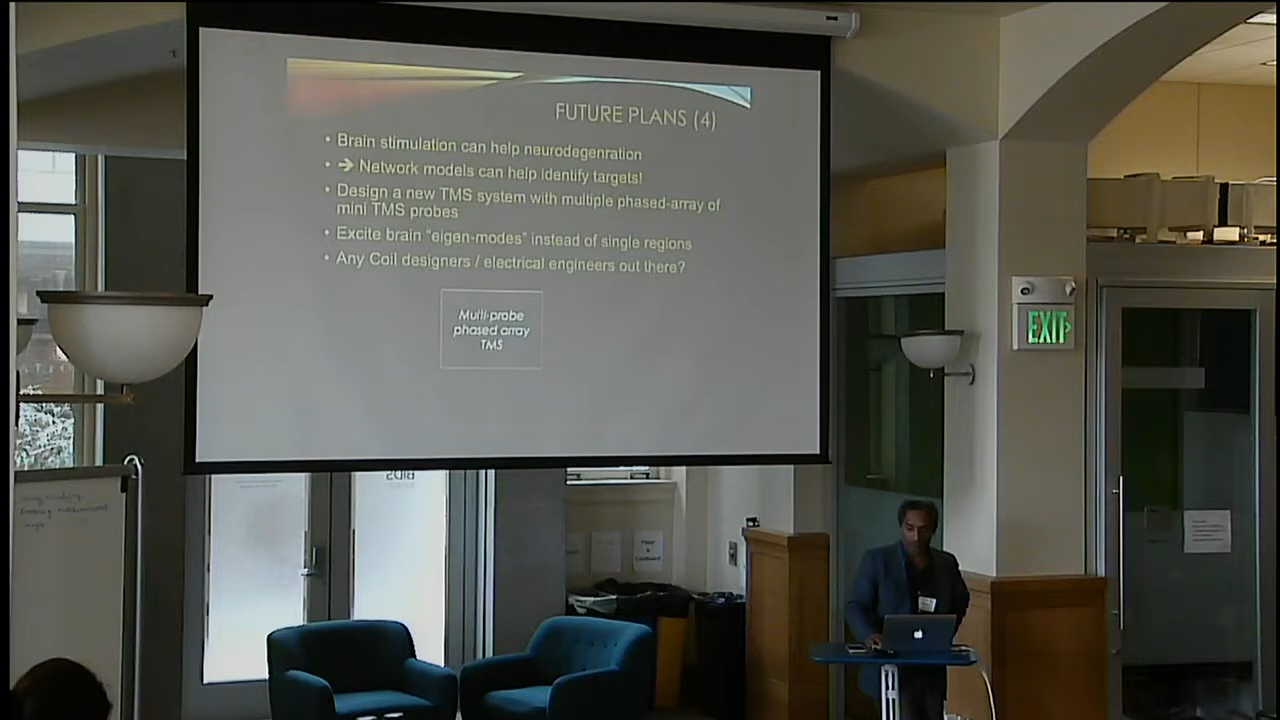 FUTURE PLANS (4)
• Brain stimulation can help neurodegenration
• ➔ Network models can help identify targets!
• Design a new TMS system with multiple phased-array of
mini TMS probes
• Excite brain "eigen-modes" instead of single regions
• Any Coil designers / electrical engineers out there?
Multi-probe
phased array
TMS
EXIT
BIDS